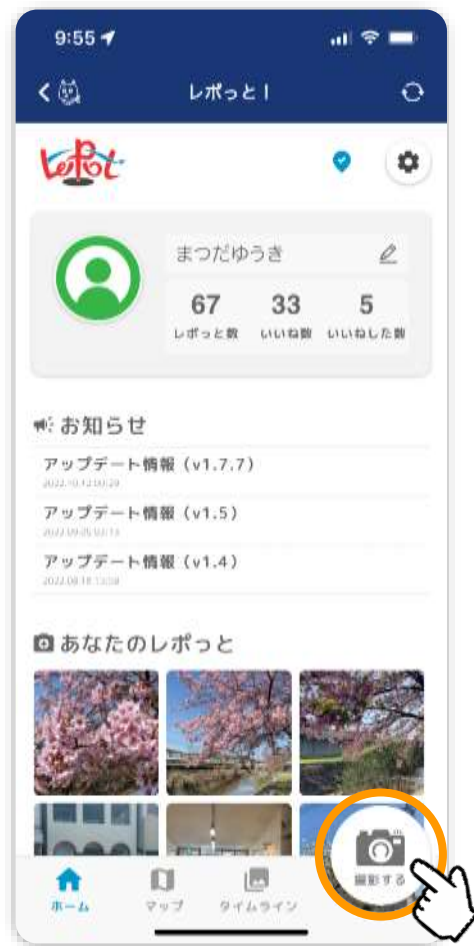 9:55
レポっと！
LePot
まつだゆうき
67 33 5
レポっと数 いいね数 いいねした数
お知らせ
アップデート情報（v1.7.7）
アップデート情報（v1.5）
アップデート情報（v1.4）
あなたのレポっと
撮影する
ホーム マップ タイムライン